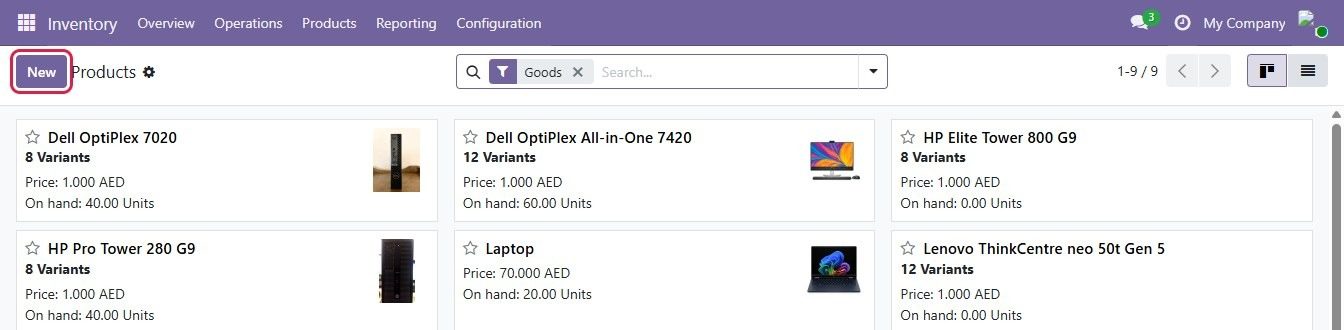 Inventory Overview Operations Products Reporting Configuration 3 My Company
New Products Goods Search... 1-9 / 9
Dell OptiPlex 7020
8 Variants
Price: 1.000 AED
On hand: 40.00 Units
Dell OptiPlex All-in-One 7420
12 Variants
Price: 1.000 AED
On hand: 60.00 Units
HP Elite Tower 800 G9
8 Variants
Price: 1.000 AED
On hand: 0.00 Units
HP Pro Tower 280 G9
8 Variants
Price: 1.000 AED
On hand: 40.00 Units
Laptop
Price: 70.000 AED
On hand: 20.00 Units
Lenovo ThinkCentre neo 50t Gen 5
12 Variants
Price: 1.000 AED
On hand: 0.00 Units